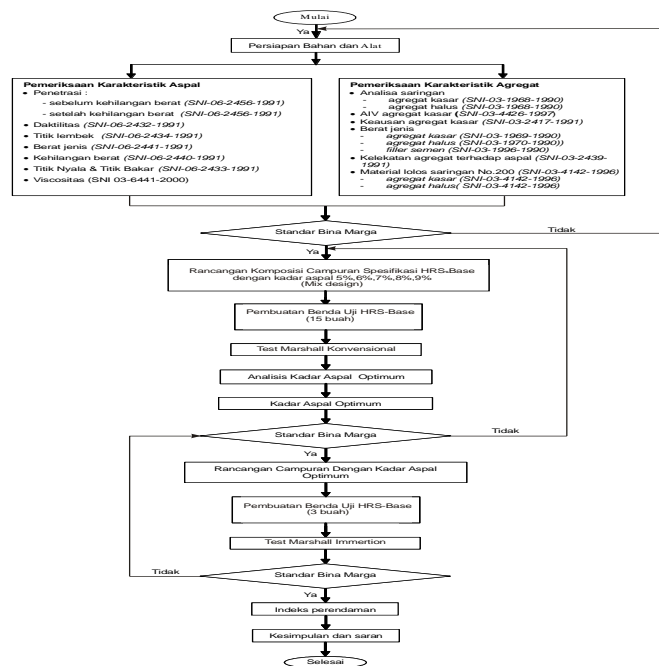 Mulai
Ya
Persiapan Bahan dan Alat
Pemeriksaan Karakteristik Aspal
• Penetrasi :
- sebelum kehilangan berat (SNI-06-2456-1991)
- setelah kehilangan berat (SNI-06-2456-1991)
• Daktilitas (SNI-06-2432-1991)
• Titik lembek (SNI-06-2434-1991)
• Berat jenis (SNI-06-2441-1991)
• Kehilangan berat (SNI-06-2440-1991)
• Titik Nyala & Titik Bakar (SNI-06-2433-1991)
• Viscositas (SNI 03-6441-2000)
Pemeriksaan Karakteristik Agregat
• Analisa saringan
- agregat kasar (SNI-03-1968-1990)
- agregat halus (SNI-03-1968-1990)
• AIV agregat kasar (SNI-03-4426-1997)
• Keausan agregat kasar (SNI-03-2417-1991)
• Berat jenis
- agregat kasar (SNI-03-1969-1990)
- agregat halus (SNI-03-1970-1990))
- filler semen (SNI-03-1996-1990)
• Kelekatan agregat terhadap aspal (SNI-03-2439-
1991)
• Material lolos saringan No.200 (SNI-03-4142-1996)
- agregat kasar (SNI-03-4142-1996)
- agregat halus( SNI-03-4142-1996)
Standar Bina Marga
Tidak
Ya
Rancangan Komposisi Campuran Spesifikasi HRS-Base
dengan kadar aspal 5%,6%,7%,8%,9%
(Mix design)
Pembuatan Benda Uji HRS-Base
(15 buah)
Test Marshall Konvensional
Analisis Kadar Aspal Optimum
Kadar Aspal Optimum
Standar Bina Marga
Tidak
Ya
Rancangan Campuran Dengan Kadar Aspal
Optimum
Pembuatan Benda Uji HRS-Base
(3 buah)
Test Marshall Immertion
Tidak
Standar Bina Marga
Ya
Indeks perendaman
Kesimpulan dan saran
Selesai